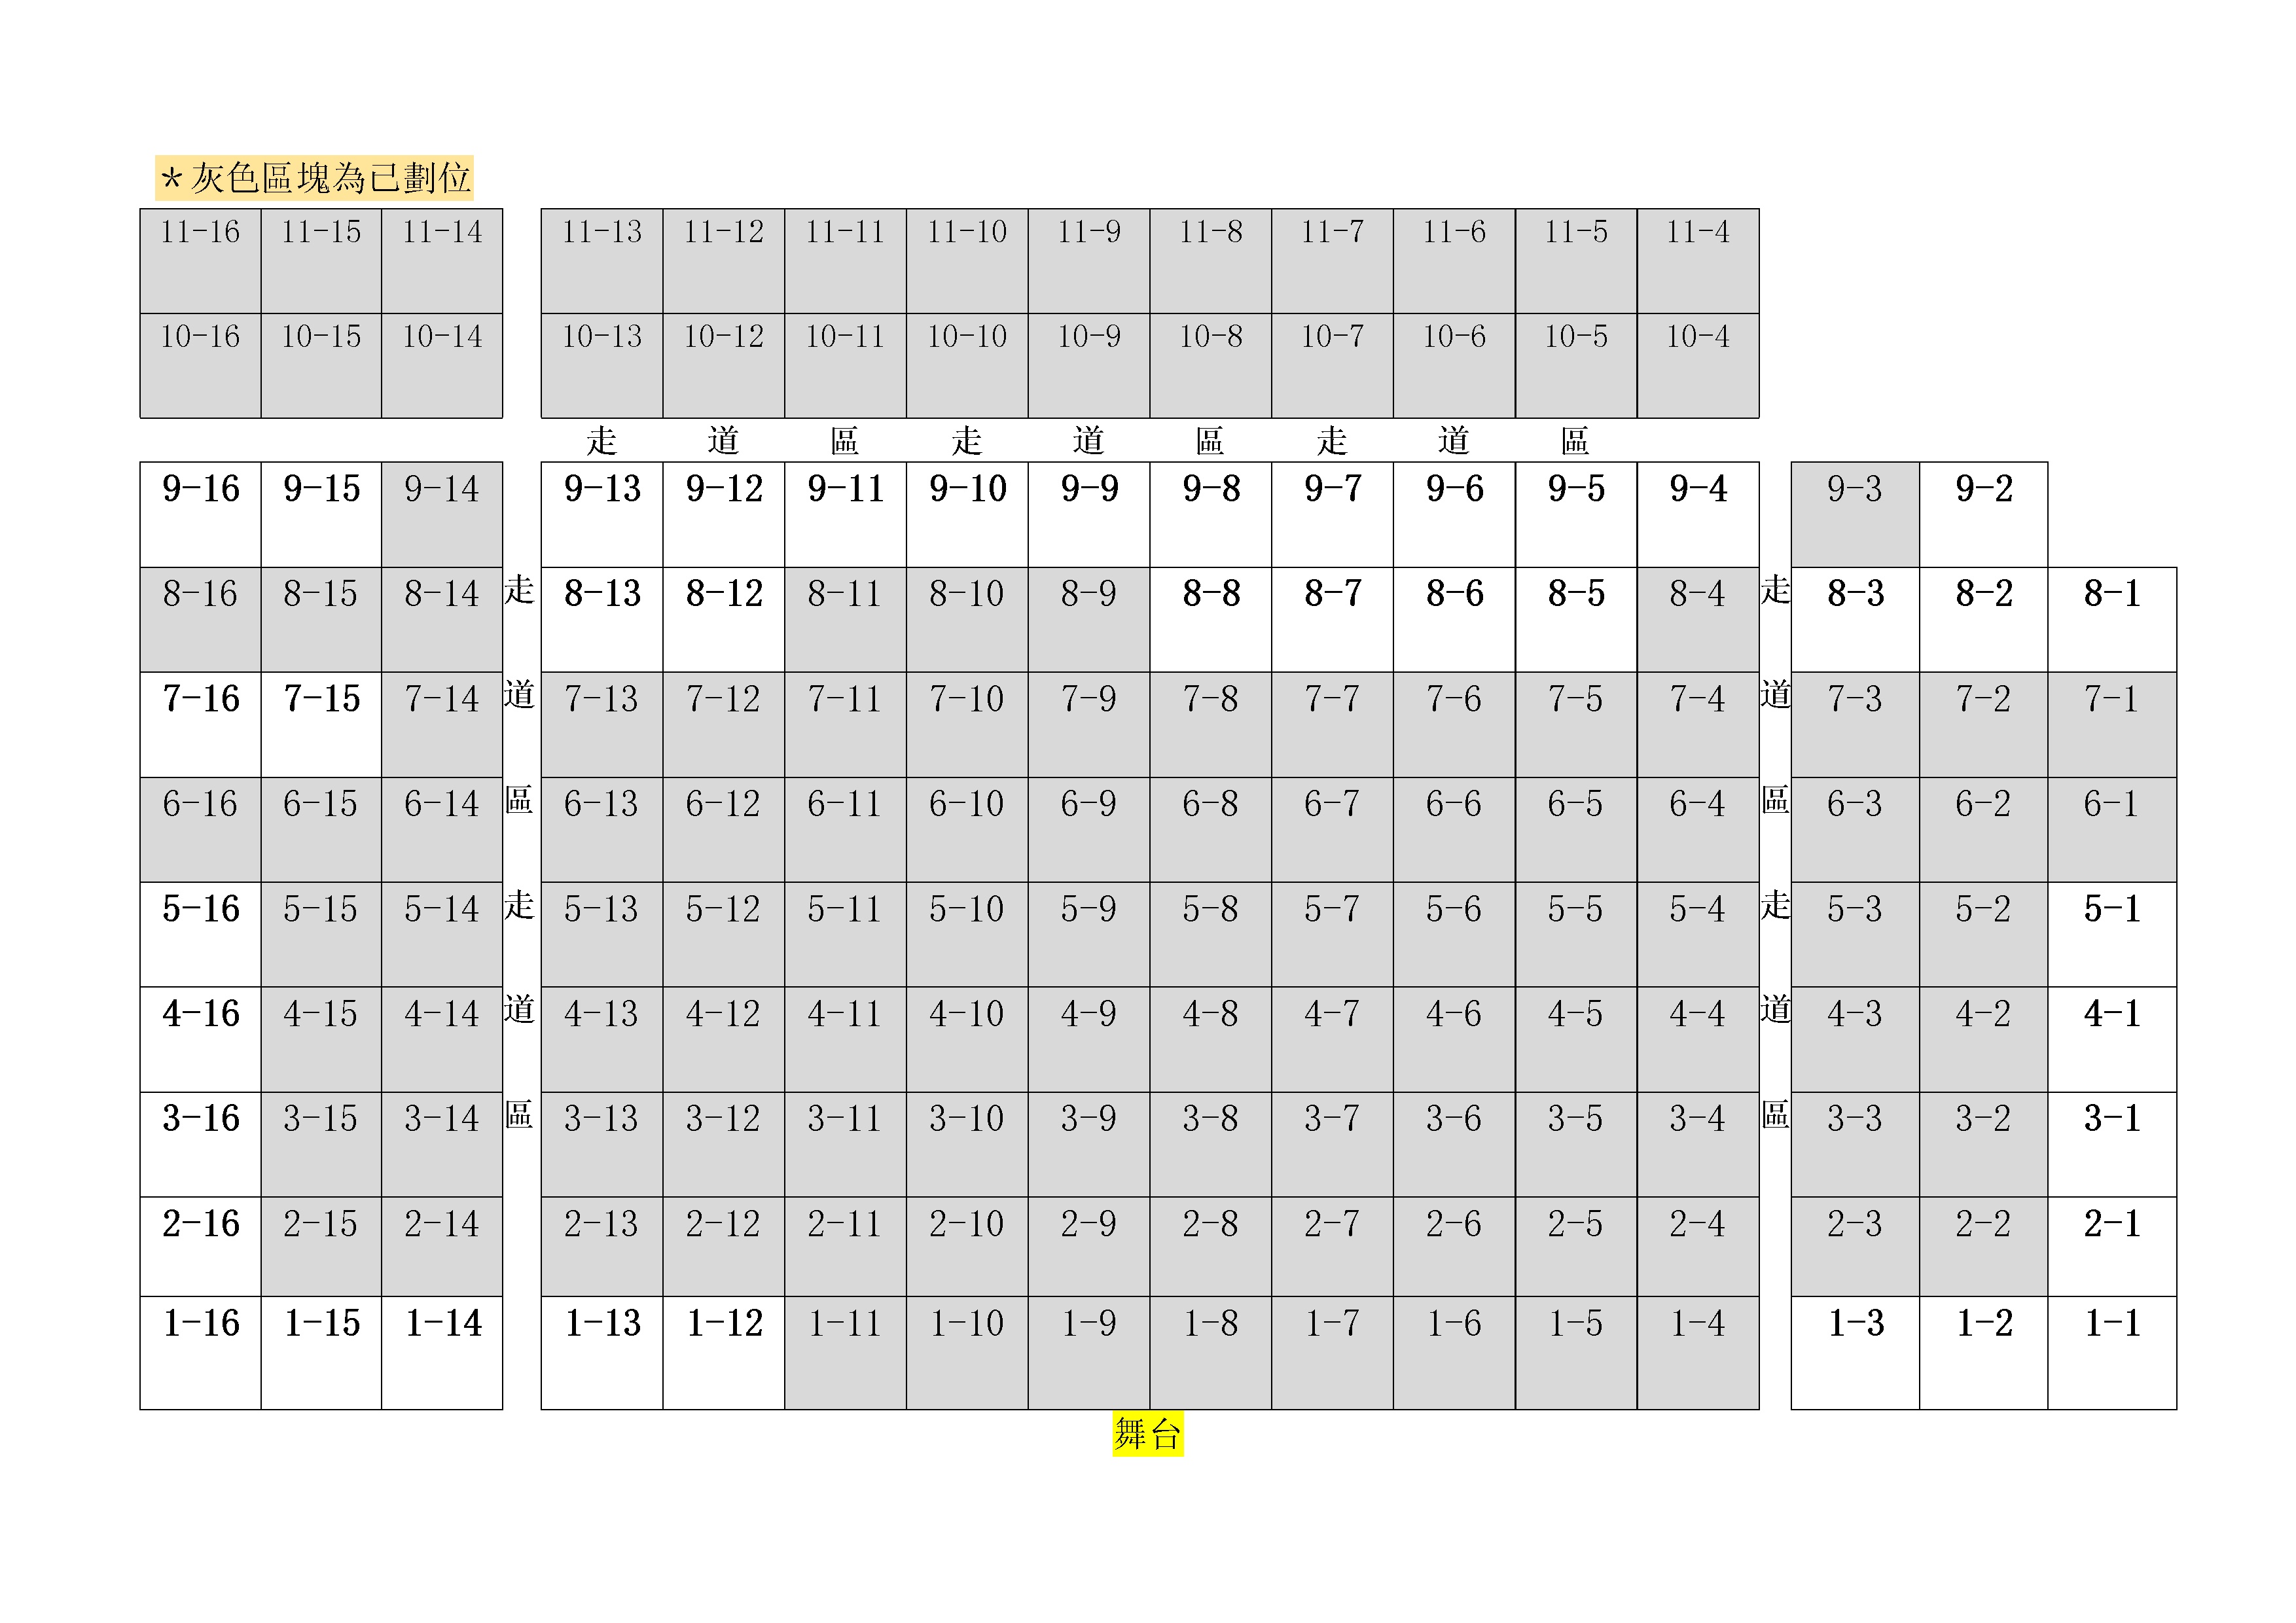 ＊灰色區塊為已劃位
11-16 11-15 11-14 11-13 11-12 11-11 11-10 11-9 11-8 11-7 11-6 11-5 11-4
10-16 10-15 10-14 10-13 10-12 10-11 10-10 10-9 10-8 10-7 10-6 10-5 10-4
走 道 區 走 道 區 走 道 區
9-16 9-15 9-14 9-13 9-12 9-11 9-10 9-9 9-8 9-7 9-6 9-5 9-4 9-3 9-2
8-16 8-15 8-14 走 8-13 8-12 8-11 8-10 8-9 8-8 8-7 8-6 8-5 8-4 走 8-3 8-2 8-1
7-16 7-15 7-14 道 7-13 7-12 7-11 7-10 7-9 7-8 7-7 7-6 7-5 7-4 道 7-3 7-2 7-1
6-16 6-15 6-14 區 6-13 6-12 6-11 6-10 6-9 6-8 6-7 6-6 6-5 6-4 區 6-3 6-2 6-1
5-16 5-15 5-14 走 5-13 5-12 5-11 5-10 5-9 5-8 5-7 5-6 5-5 5-4 走 5-3 5-2 5-1
4-16 4-15 4-14 道 4-13 4-12 4-11 4-10 4-9 4-8 4-7 4-6 4-5 4-4 道 4-3 4-2 4-1
3-16 3-15 3-14 區 3-13 3-12 3-11 3-10 3-9 3-8 3-7 3-6 3-5 3-4 區 3-3 3-2 3-1
2-16 2-15 2-14 2-13 2-12 2-11 2-10 2-9 2-8 2-7 2-6 2-5 2-4 2-3 2-2 2-1
1-16 1-15 1-14 1-13 1-12 1-11 1-10 1-9 1-8 1-7 1-6 1-5 1-4 1-3 1-2 1-1
舞台